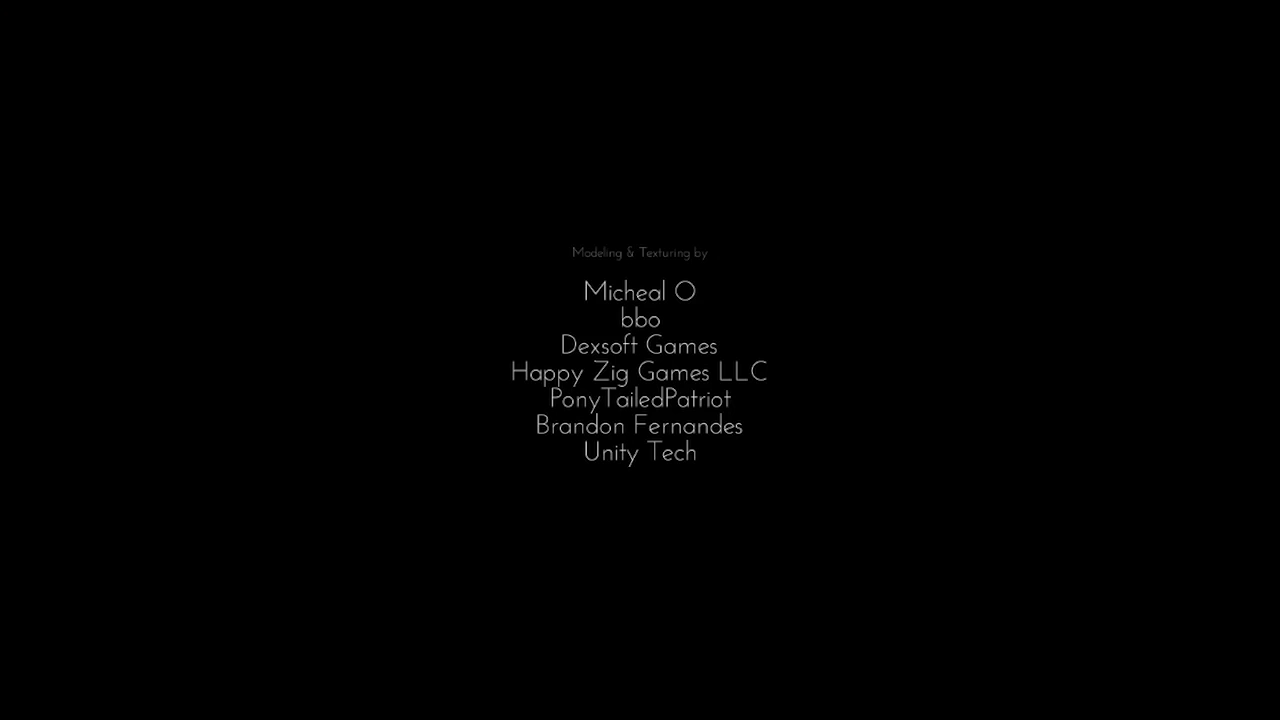 Modeling & Texturing by
Micheal O
bbo
Dexsoft Games
Happy Zig Games LLC
PonyTailedPatriot
Brandon Fernandes
Unity Tech